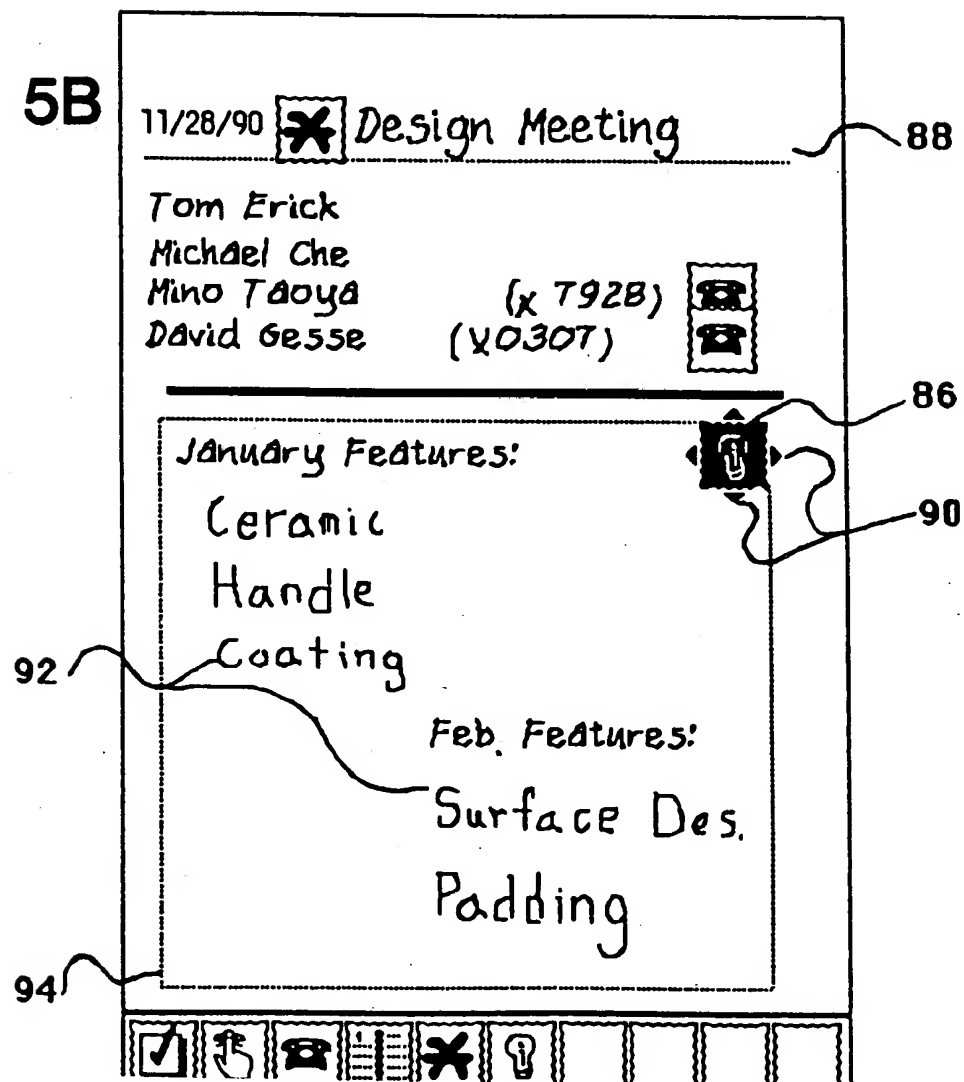 5B
11/28/90 Design Meeting
88
Tom Erick
Michael Che
Mino Taoya (x 7928)
David Gesse (x0307)
86
January Features:
90
Ceramic
Handle
92
Coating
Feb. Features:
Surface Des.
Padding
94